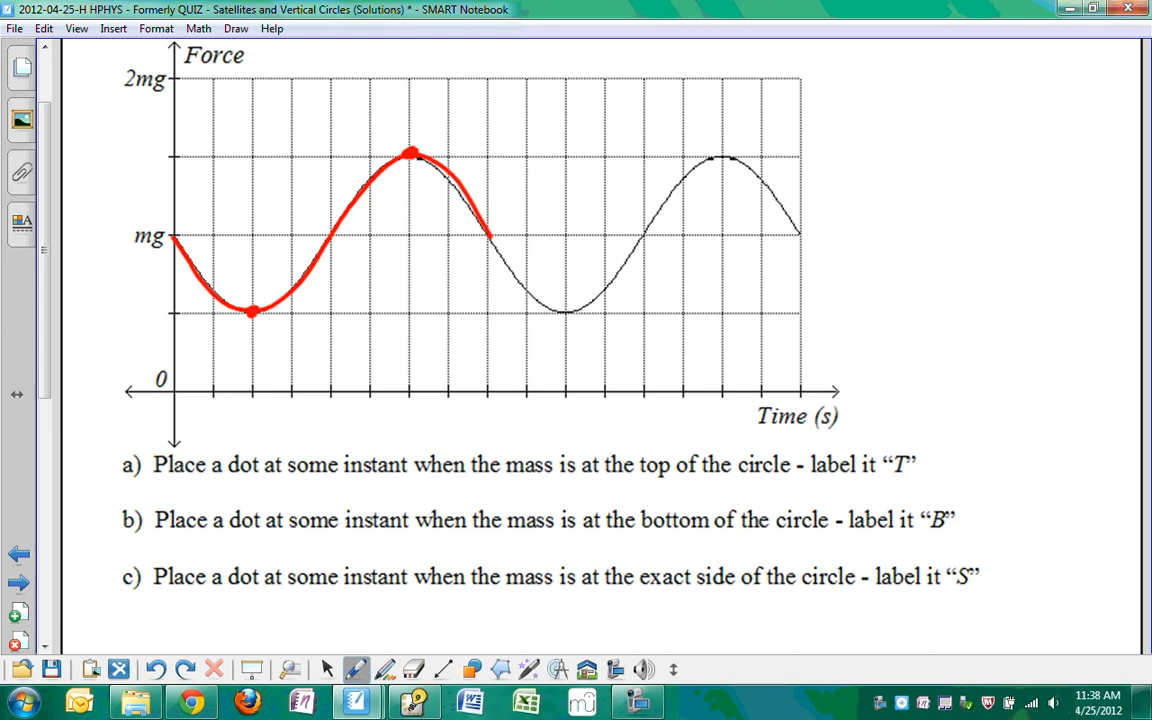 2012-04-25-H HPHYS - Formerly QUIZ - Satellites and Vertical Circles (Solutions) * - SMART Notebook
File Edit View Insert Format Math Draw Help
Force
2mg
mg
0
Time (s)
a) Place a dot at some instant when the mass is at the top of the circle - label it “T”
b) Place a dot at some instant when the mass is at the bottom of the circle - label it “B”
c) Place a dot at some instant when the mass is at the exact side of the circle - label it “S”
11:38 AM
4/25/2012